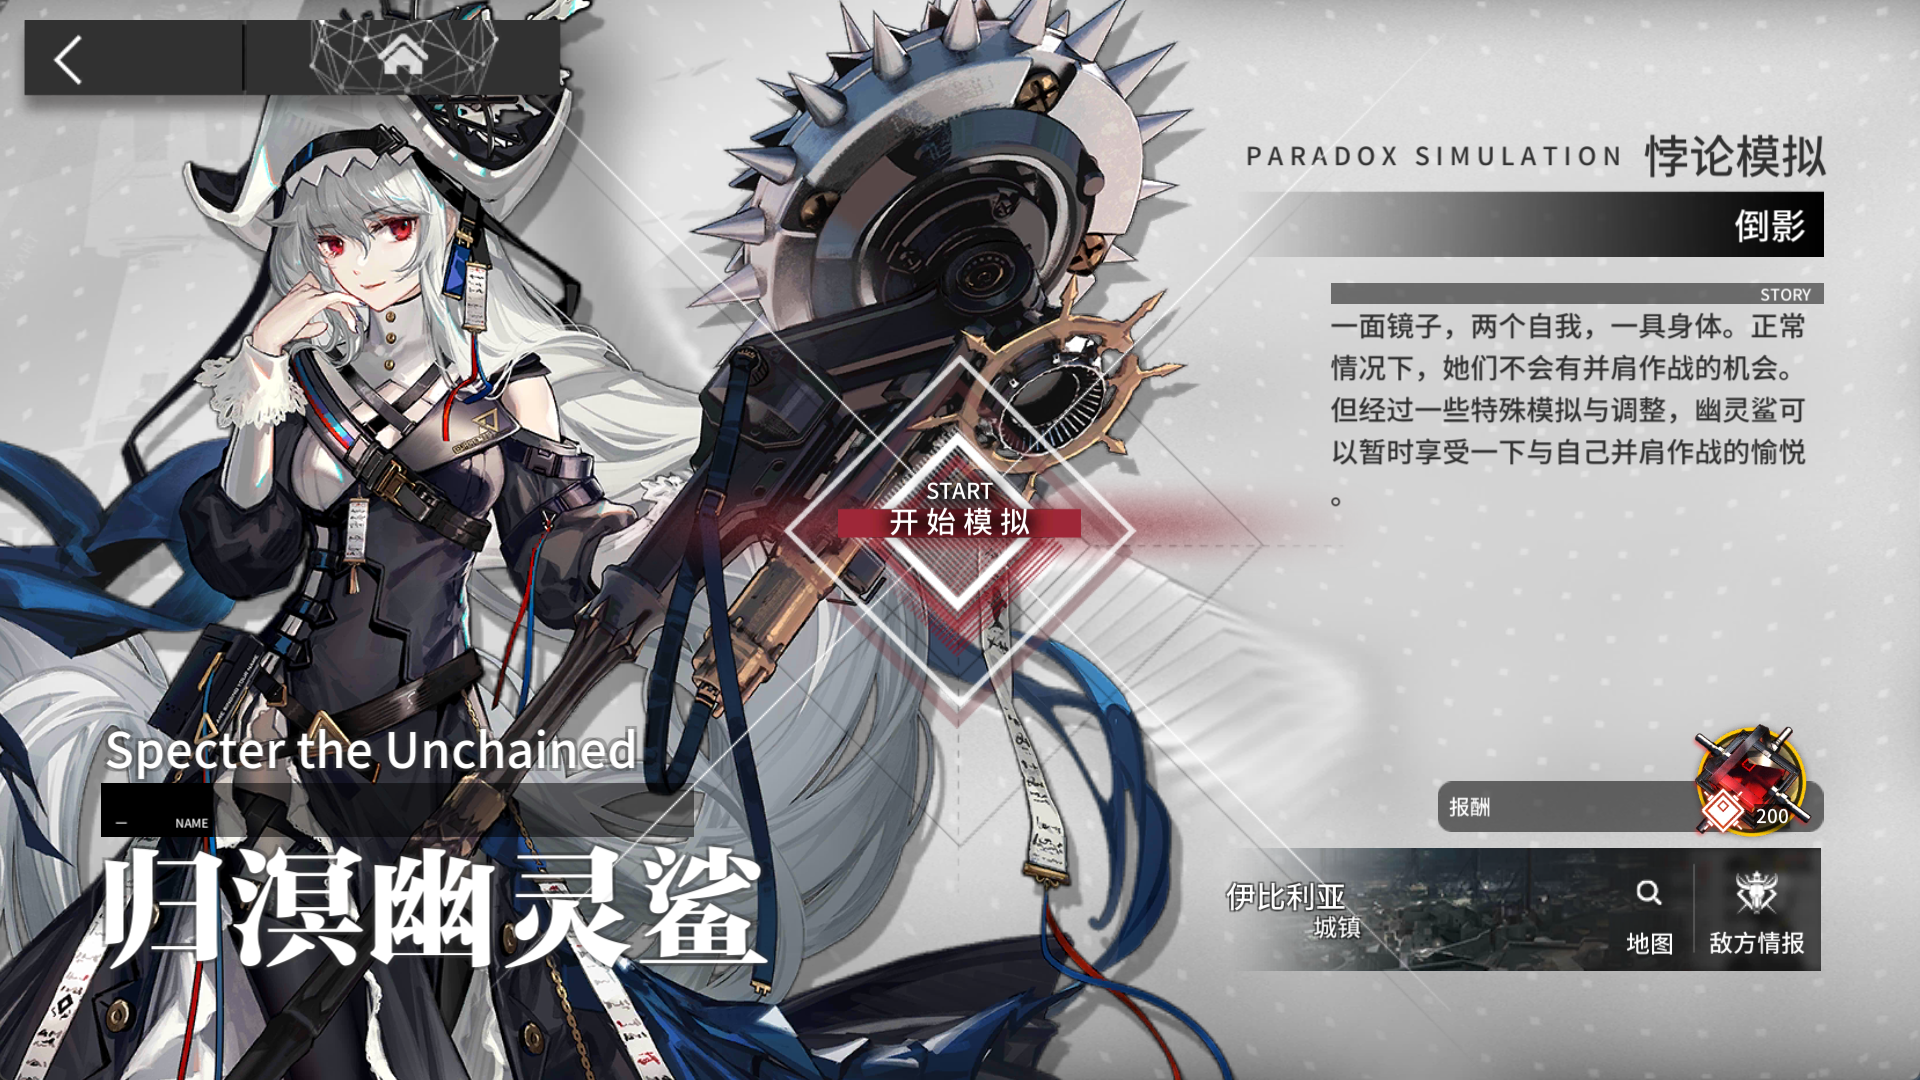 PARADOX SIMULATION 悖论模拟
倒影
STORY
一面镜子，两个自我，一具身体。正常
情况下，她们不会有并肩作战的机会。
但经过一些特殊模拟与调整，幽灵鲨可
以暂时享受一下与自己并肩作战的愉悦
。
START
开始模拟
Specter the Unchained
NAME
归溟幽灵鲨
报酬
200
伊比利亚
城镇
地图
敌方情报